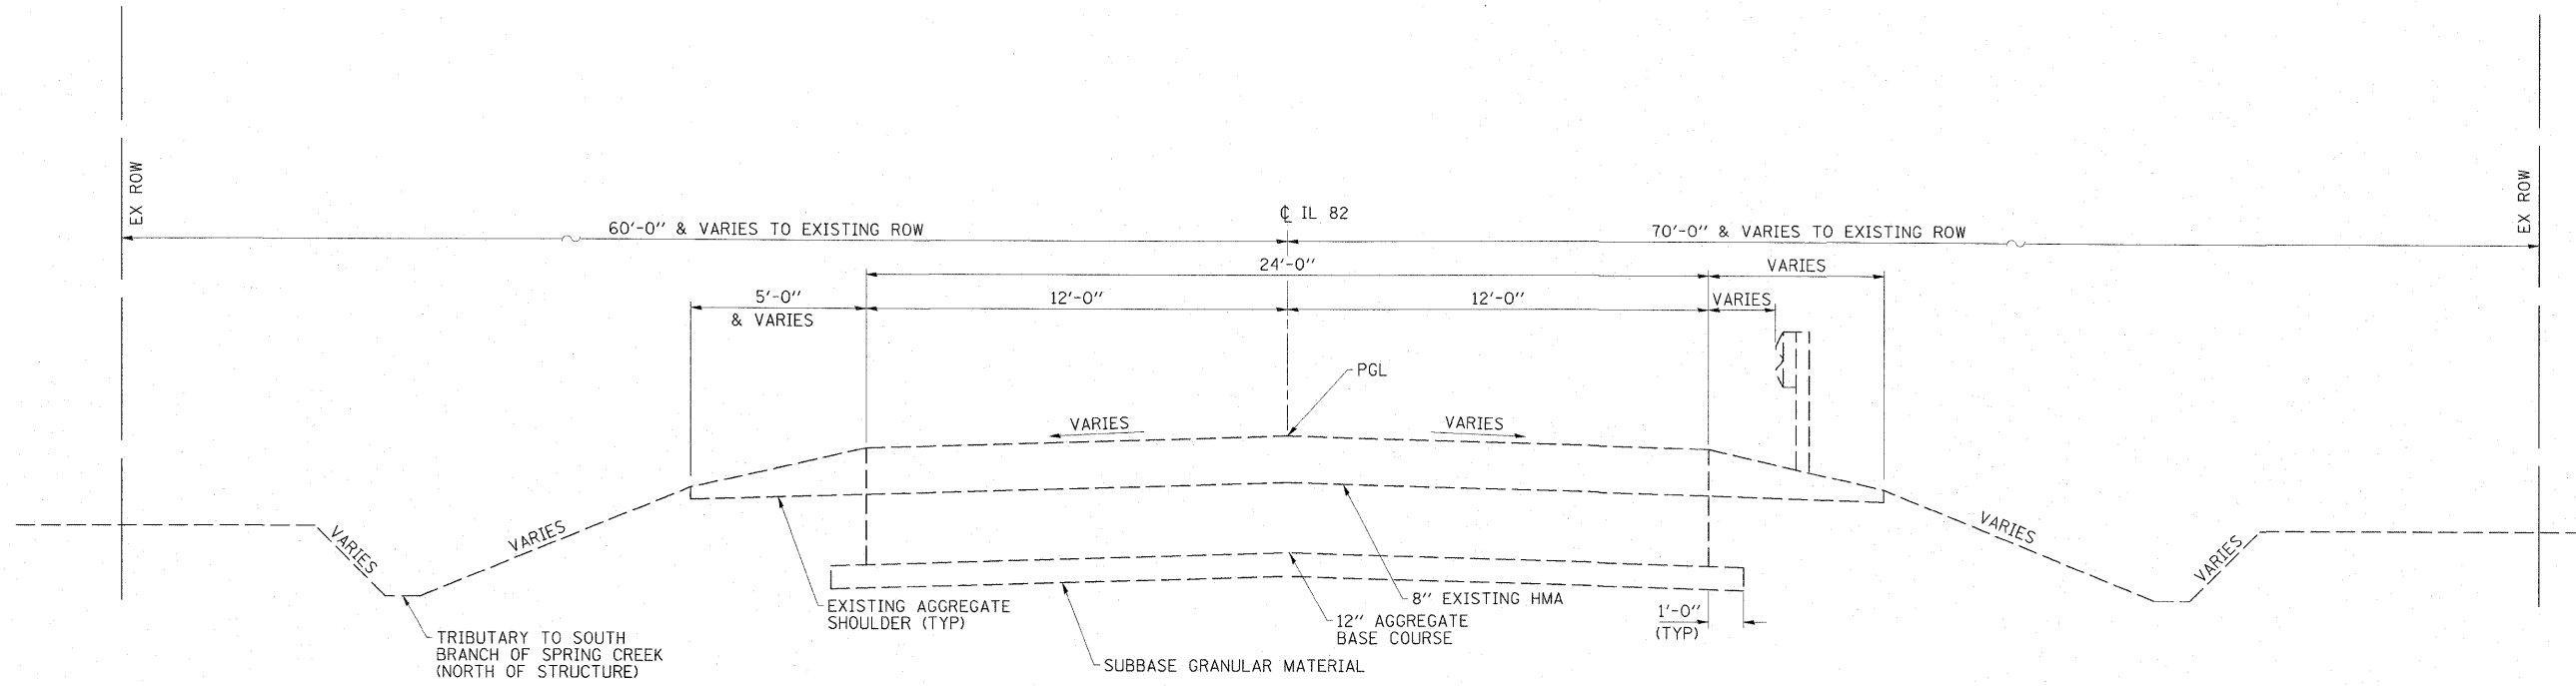 EX ROW
EX ROW
℄ IL 82
60'-0" & VARIES TO EXISTING ROW
70'-0" & VARIES TO EXISTING ROW
24'-0"
VARIES
5'-0"
& VARIES
12'-0"
12'-0"
VARIES
PGL
VARIES
VARIES
VARIES
VARIES
VARIES
VARIES
EXISTING AGGREGATE
SHOULDER (TYP)
8" EXISTING HMA
12" AGGREGATE
BASE COURSE
1'-0"
(TYP)
TRIBUTARY TO SOUTH
BRANCH OF SPRING CREEK
(NORTH OF STRUCTURE)
SUBBASE GRANULAR MATERIAL